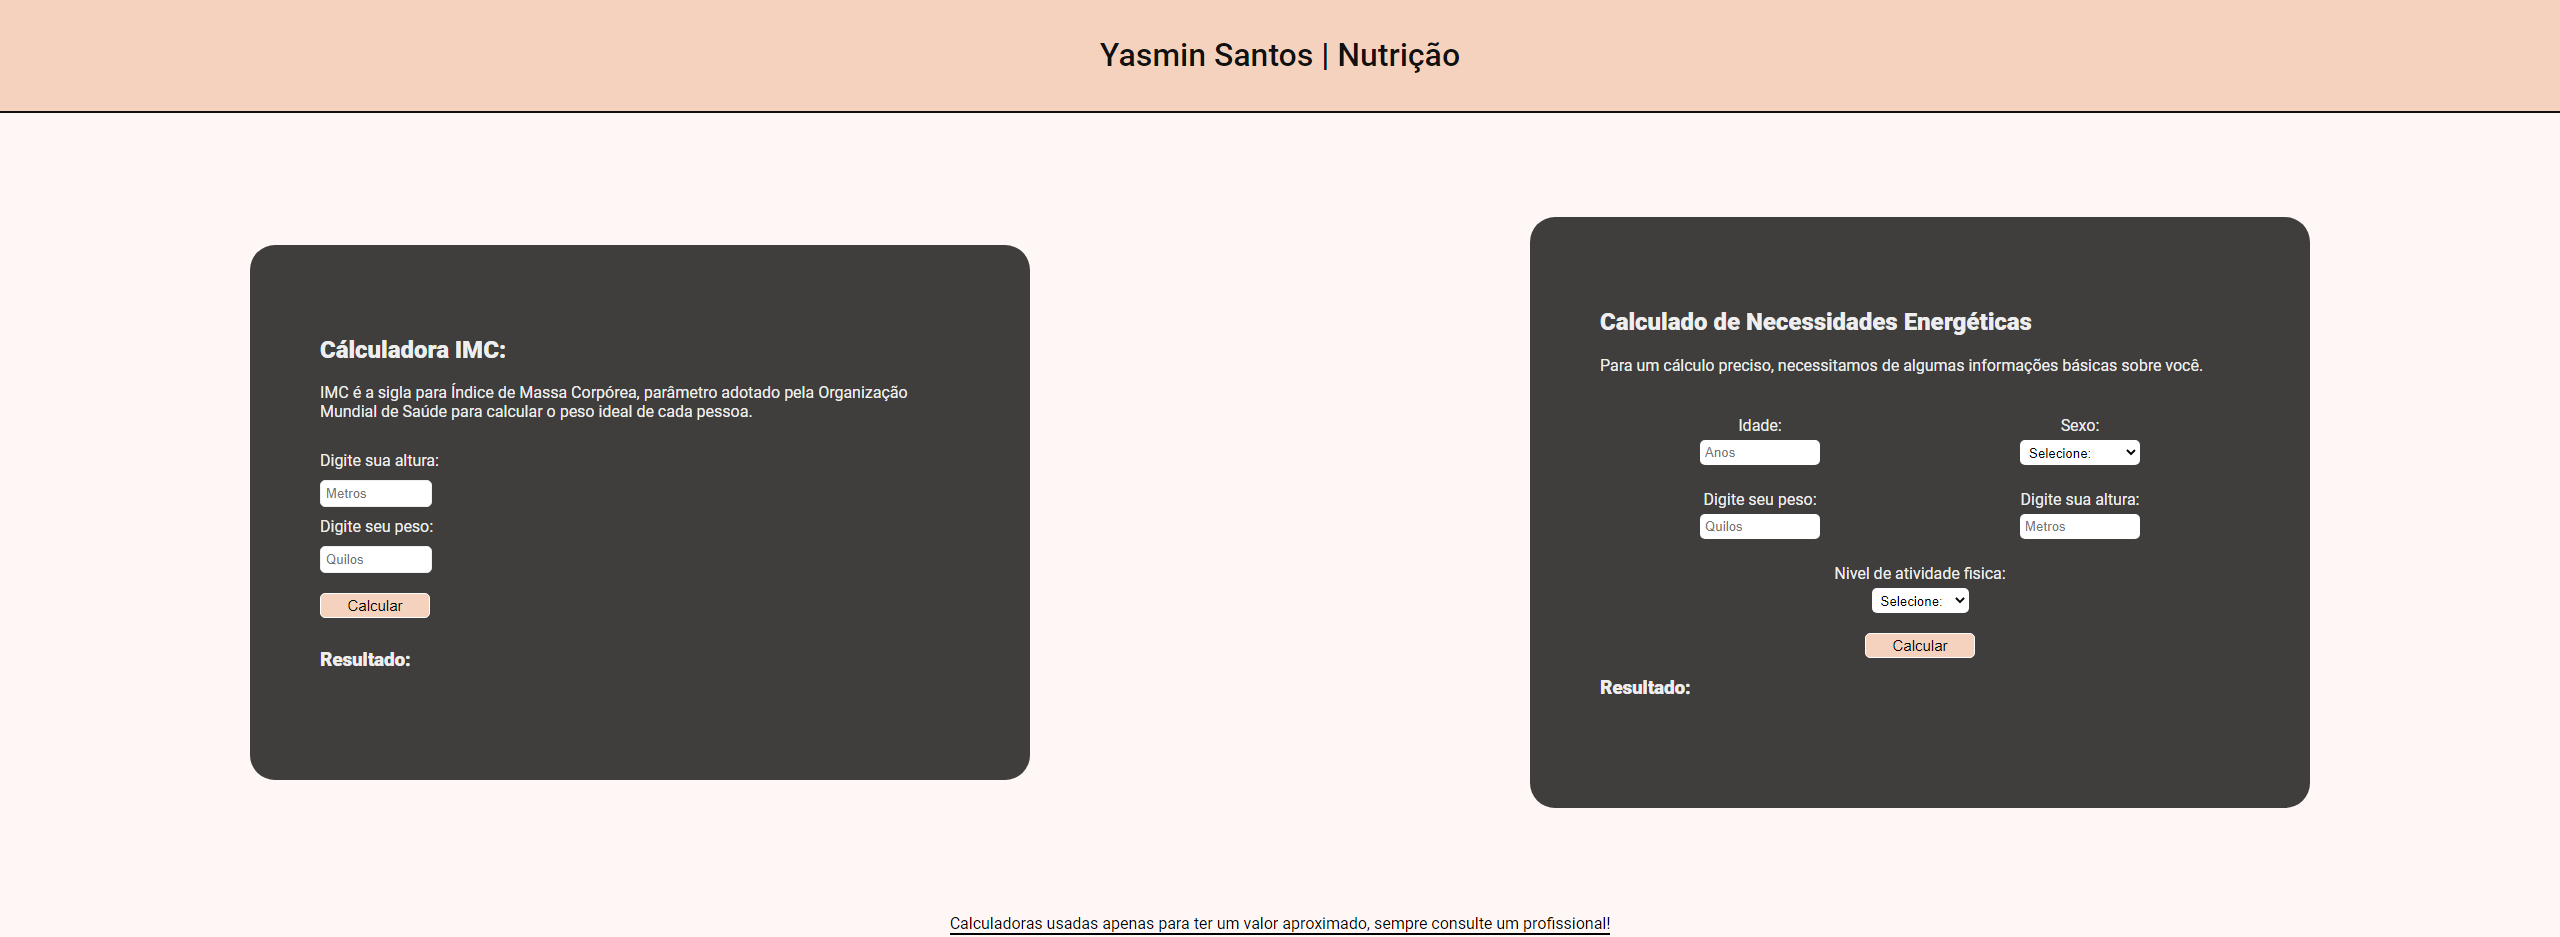 Yasmin Santos | Nutrição
Cálculadora IMC:
IMC é a sigla para Índice de Massa Corpórea, parâmetro adotado pela Organização
Mundial de Saúde para calcular o peso ideal de cada pessoa.
Digite sua altura:
Metros
Digite seu peso:
Quilos
Calcular
Resultado:
Calculado de Necessidades Energéticas
Para um cálculo preciso, necessitamos de algumas informações básicas sobre você.
Idade:
Anos
Sexo:
Selecione:
Digite seu peso:
Quilos
Digite sua altura:
Metros
Nivel de atividade fisica:
Selecione:
Calcular
Resultado:
Calculadoras usadas apenas para ter um valor aproximado, sempre consulte um profissional!